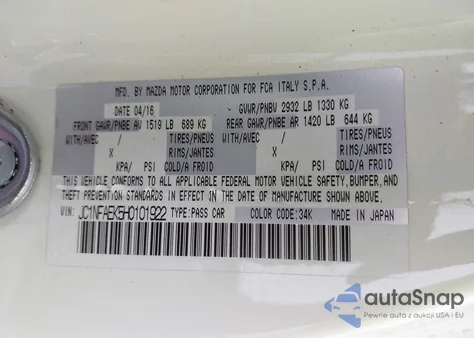 MFD. BY MAZDA MOTOR CORPORATION FOR FCA ITALY S.P.A.
DATE 04/16 GVWR/PNBV 2932 LB 1330 KG
FRONT GAWR/PNBE AV 1519 LB 689 KG REAR GAWR/PNBE AR 1420 LB 644 KG
WITH/AVEC / TIRES/PNEUS WITH/AVEC / TIRES/PNEUS
X RIMS/JANTES X RIMS/JANTES
KPA/ PSI COLD/A FROID KPA/ PSI COLD/A FROID
THIS VEHICLE CONFORMS TO ALL APPLICABLE FEDERAL MOTOR VEHICLE SAFETY, BUMPER, AND
THEFT PREVENTION STANDARDS IN EFFECT ON THE DATE OF MANUFACTURE SHOWN ABOVE.
VIN: JC1NFAEK5H0101922 TYPE:PASS CAR COLOR CODE:34K MADE IN JAPAN
autoSnap
Pewne auta z aukcji USA i EU